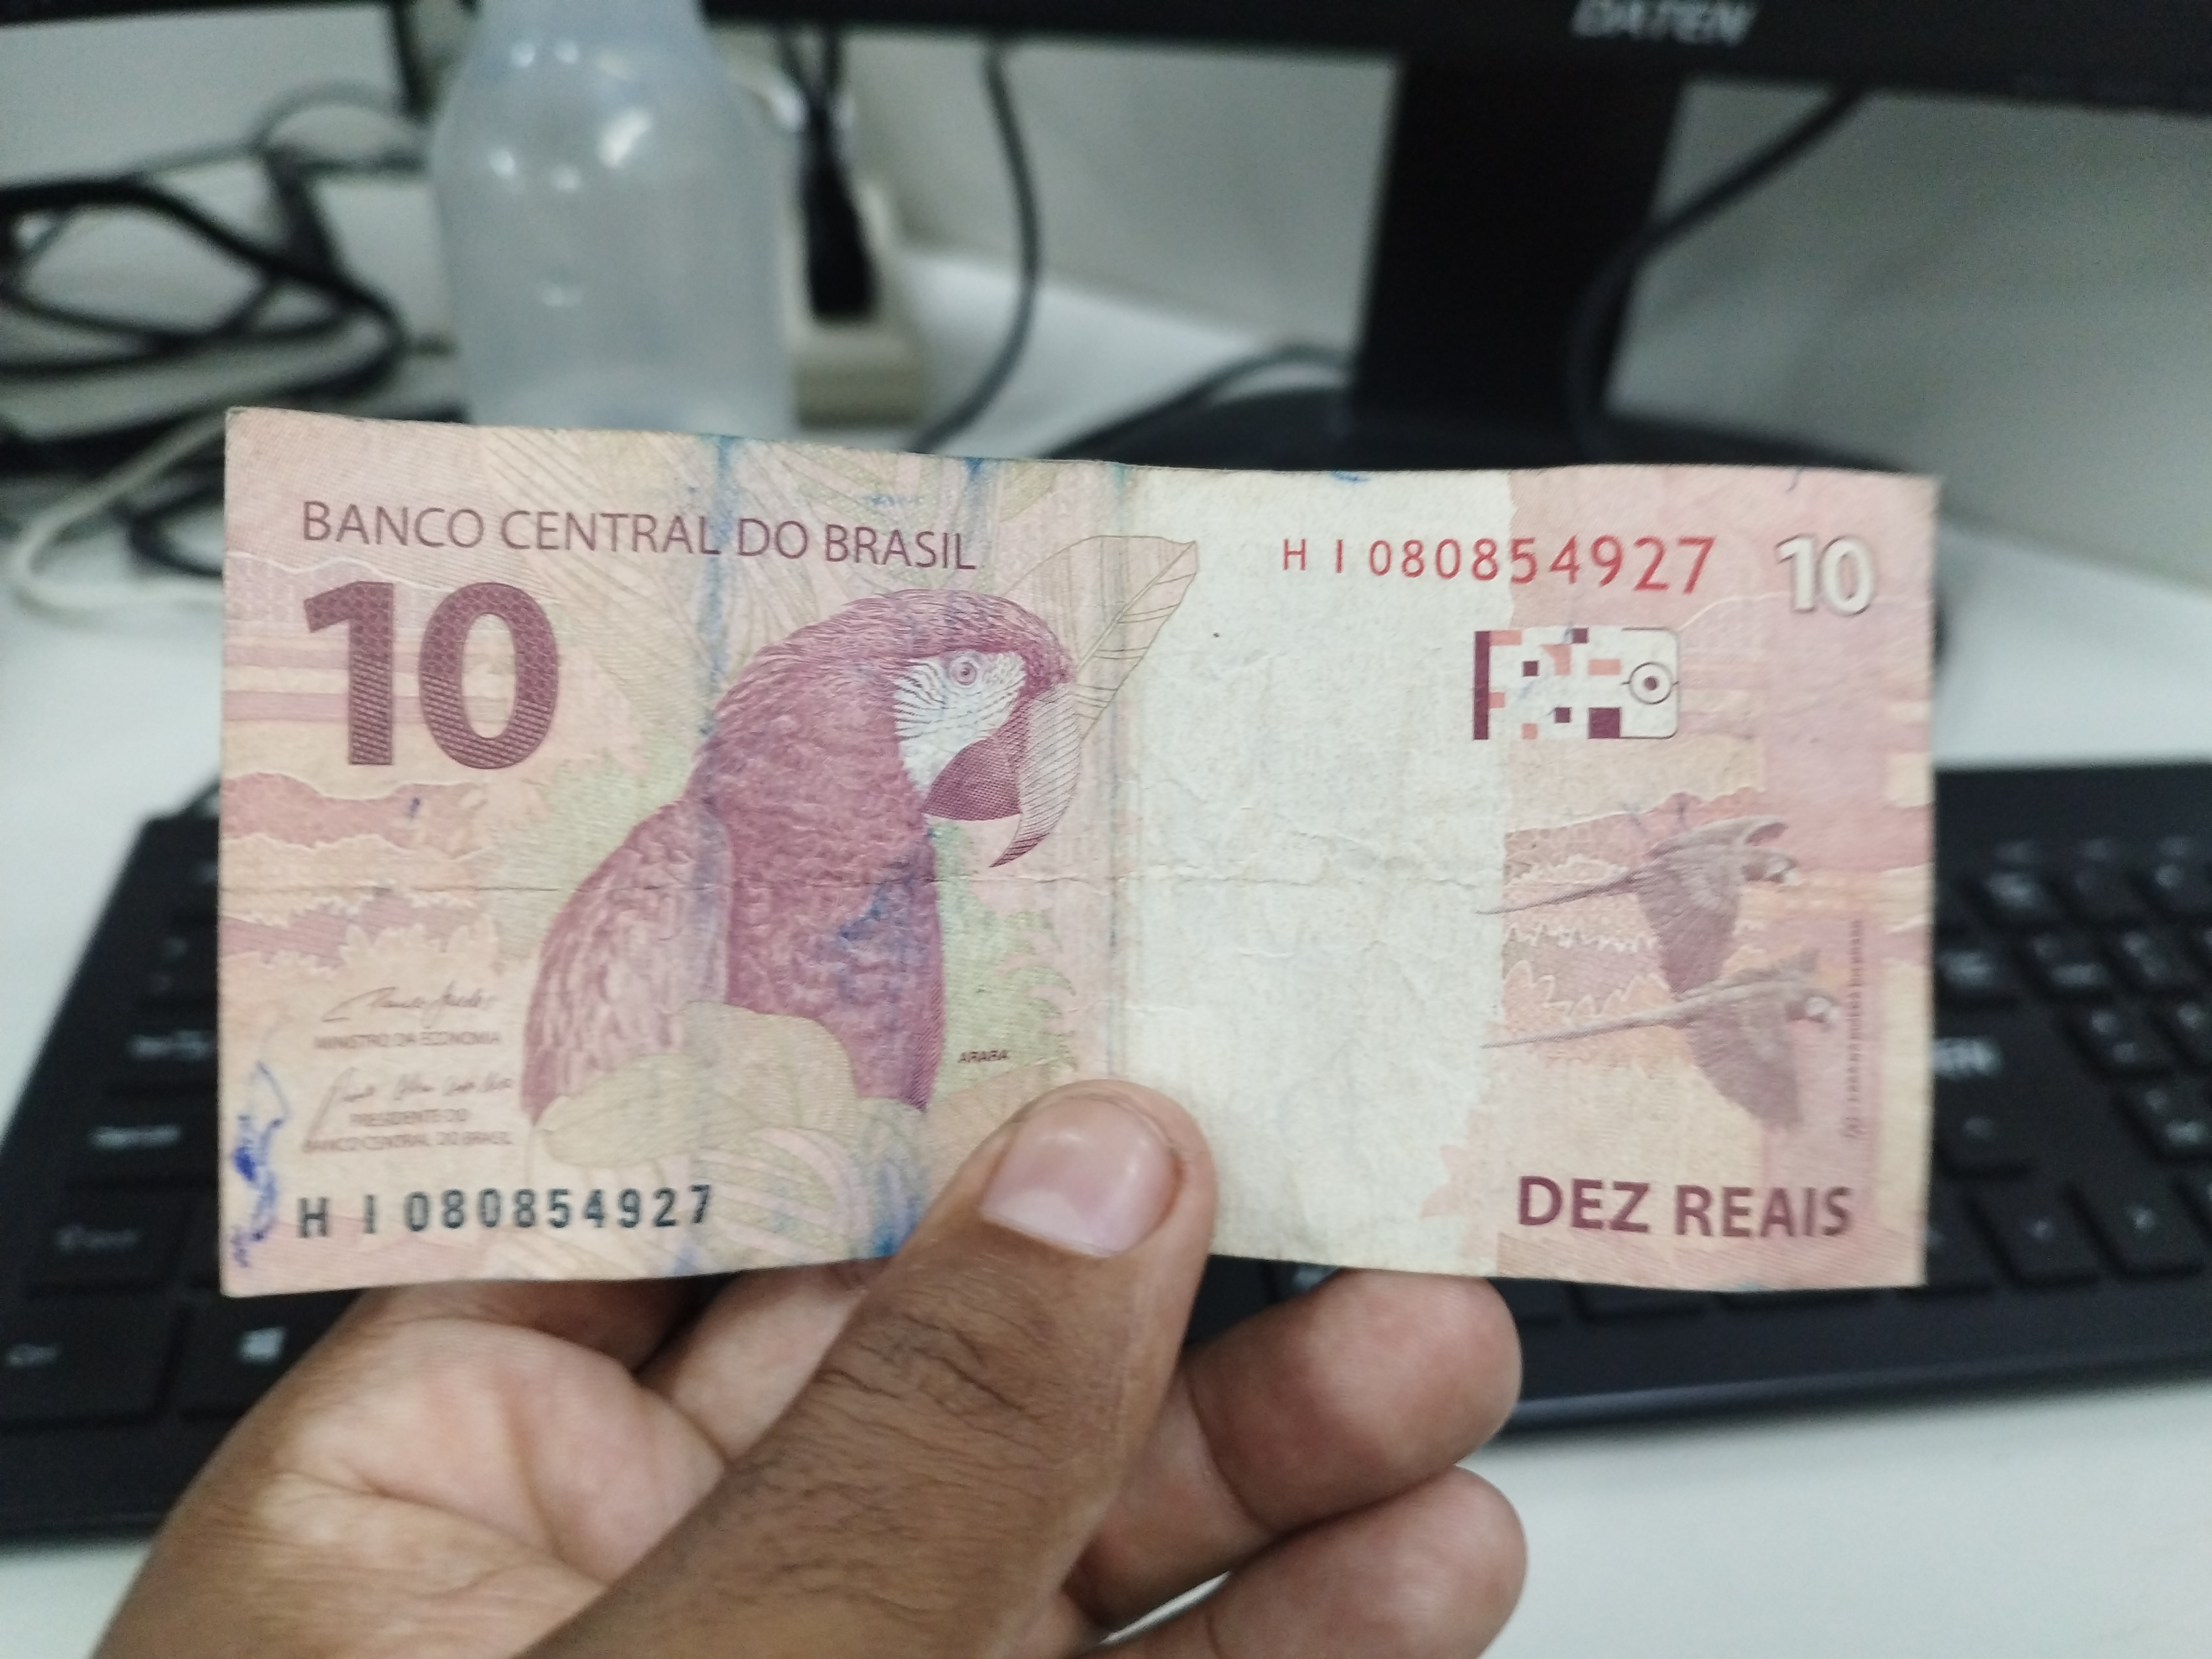 DATEN
BANCO CENTRAL DO BRASIL
10
H I 080854927
10
MINISTRO DA ECONOMIA
PRESIDENTE DO
BANCO CENTRAL DO BRASIL
ARARA
H I 080854927
DEZ REAIS